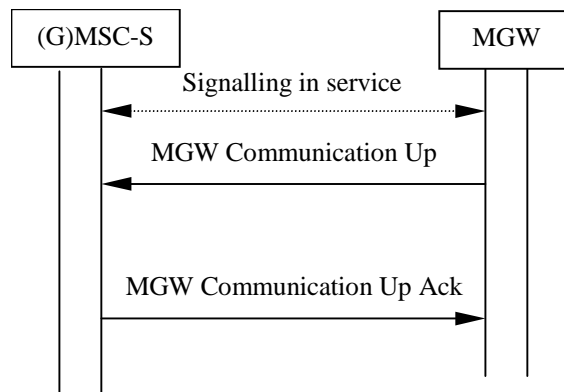 (G)MSC-S
MGW
Signalling in service
MGW Communication Up
MGW Communication Up Ack